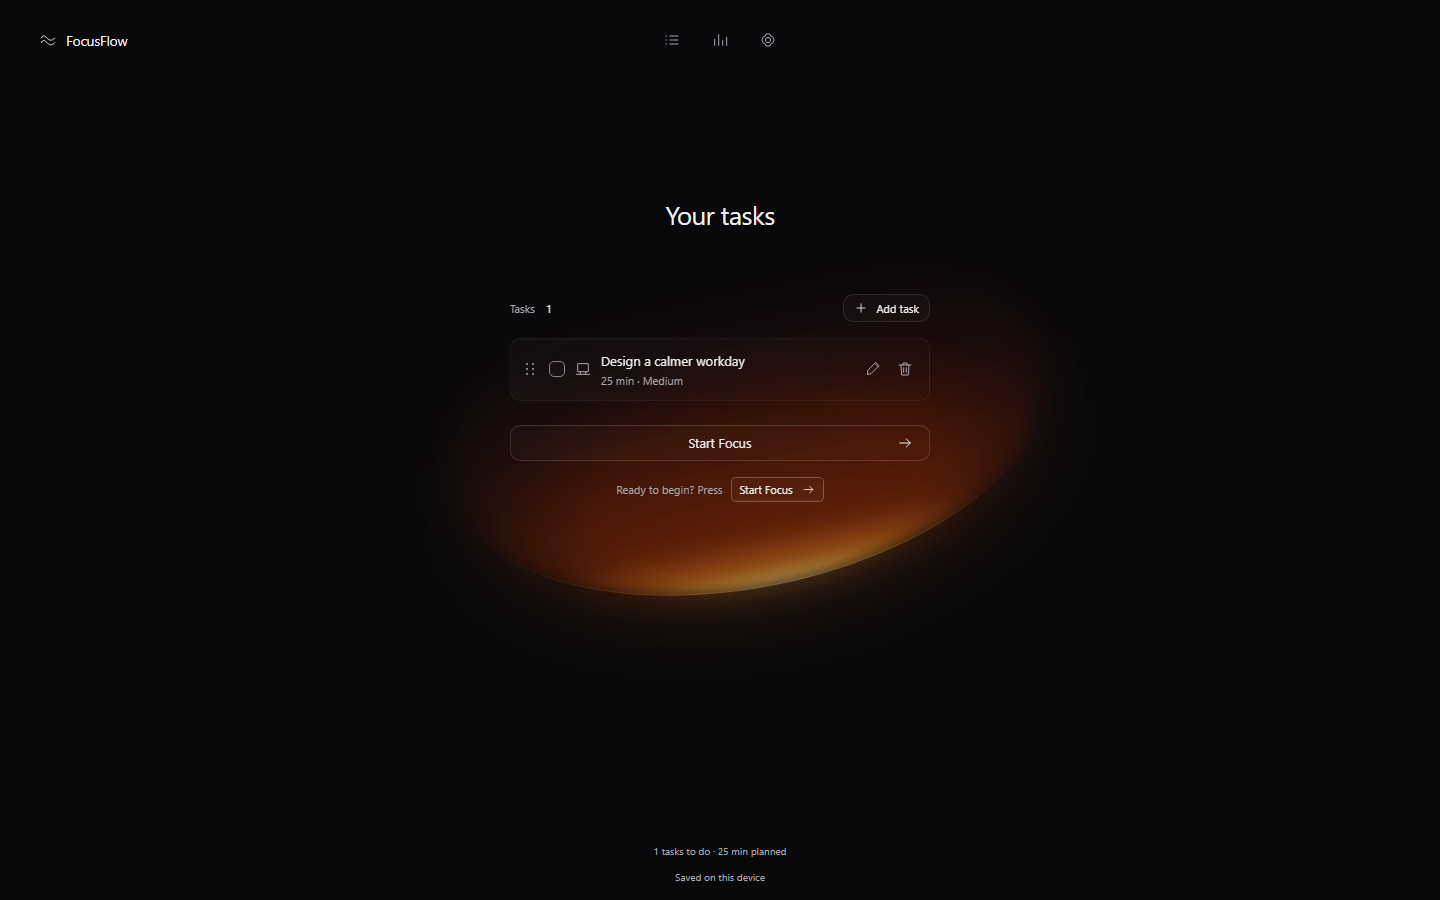 FocusFlow
Your tasks
Tasks 1
Add task
Design a calmer workday
25 min · Medium
Start Focus
Ready to begin? Press Start Focus
1 tasks to do · 25 min planned
Saved on this device